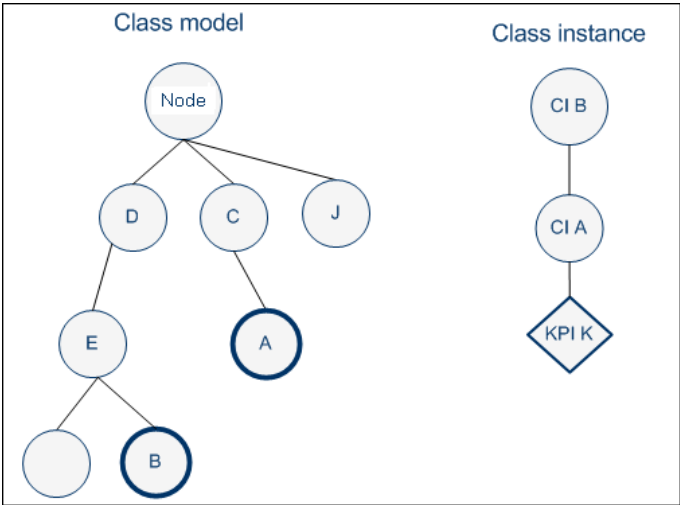 Class model
Class instance
Node
CI B
D
C
J
CI A
E
A
KPI K
B